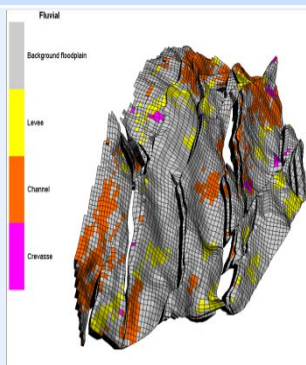 Fluvial
Background floodplain
Levee
Channel
Crevasse